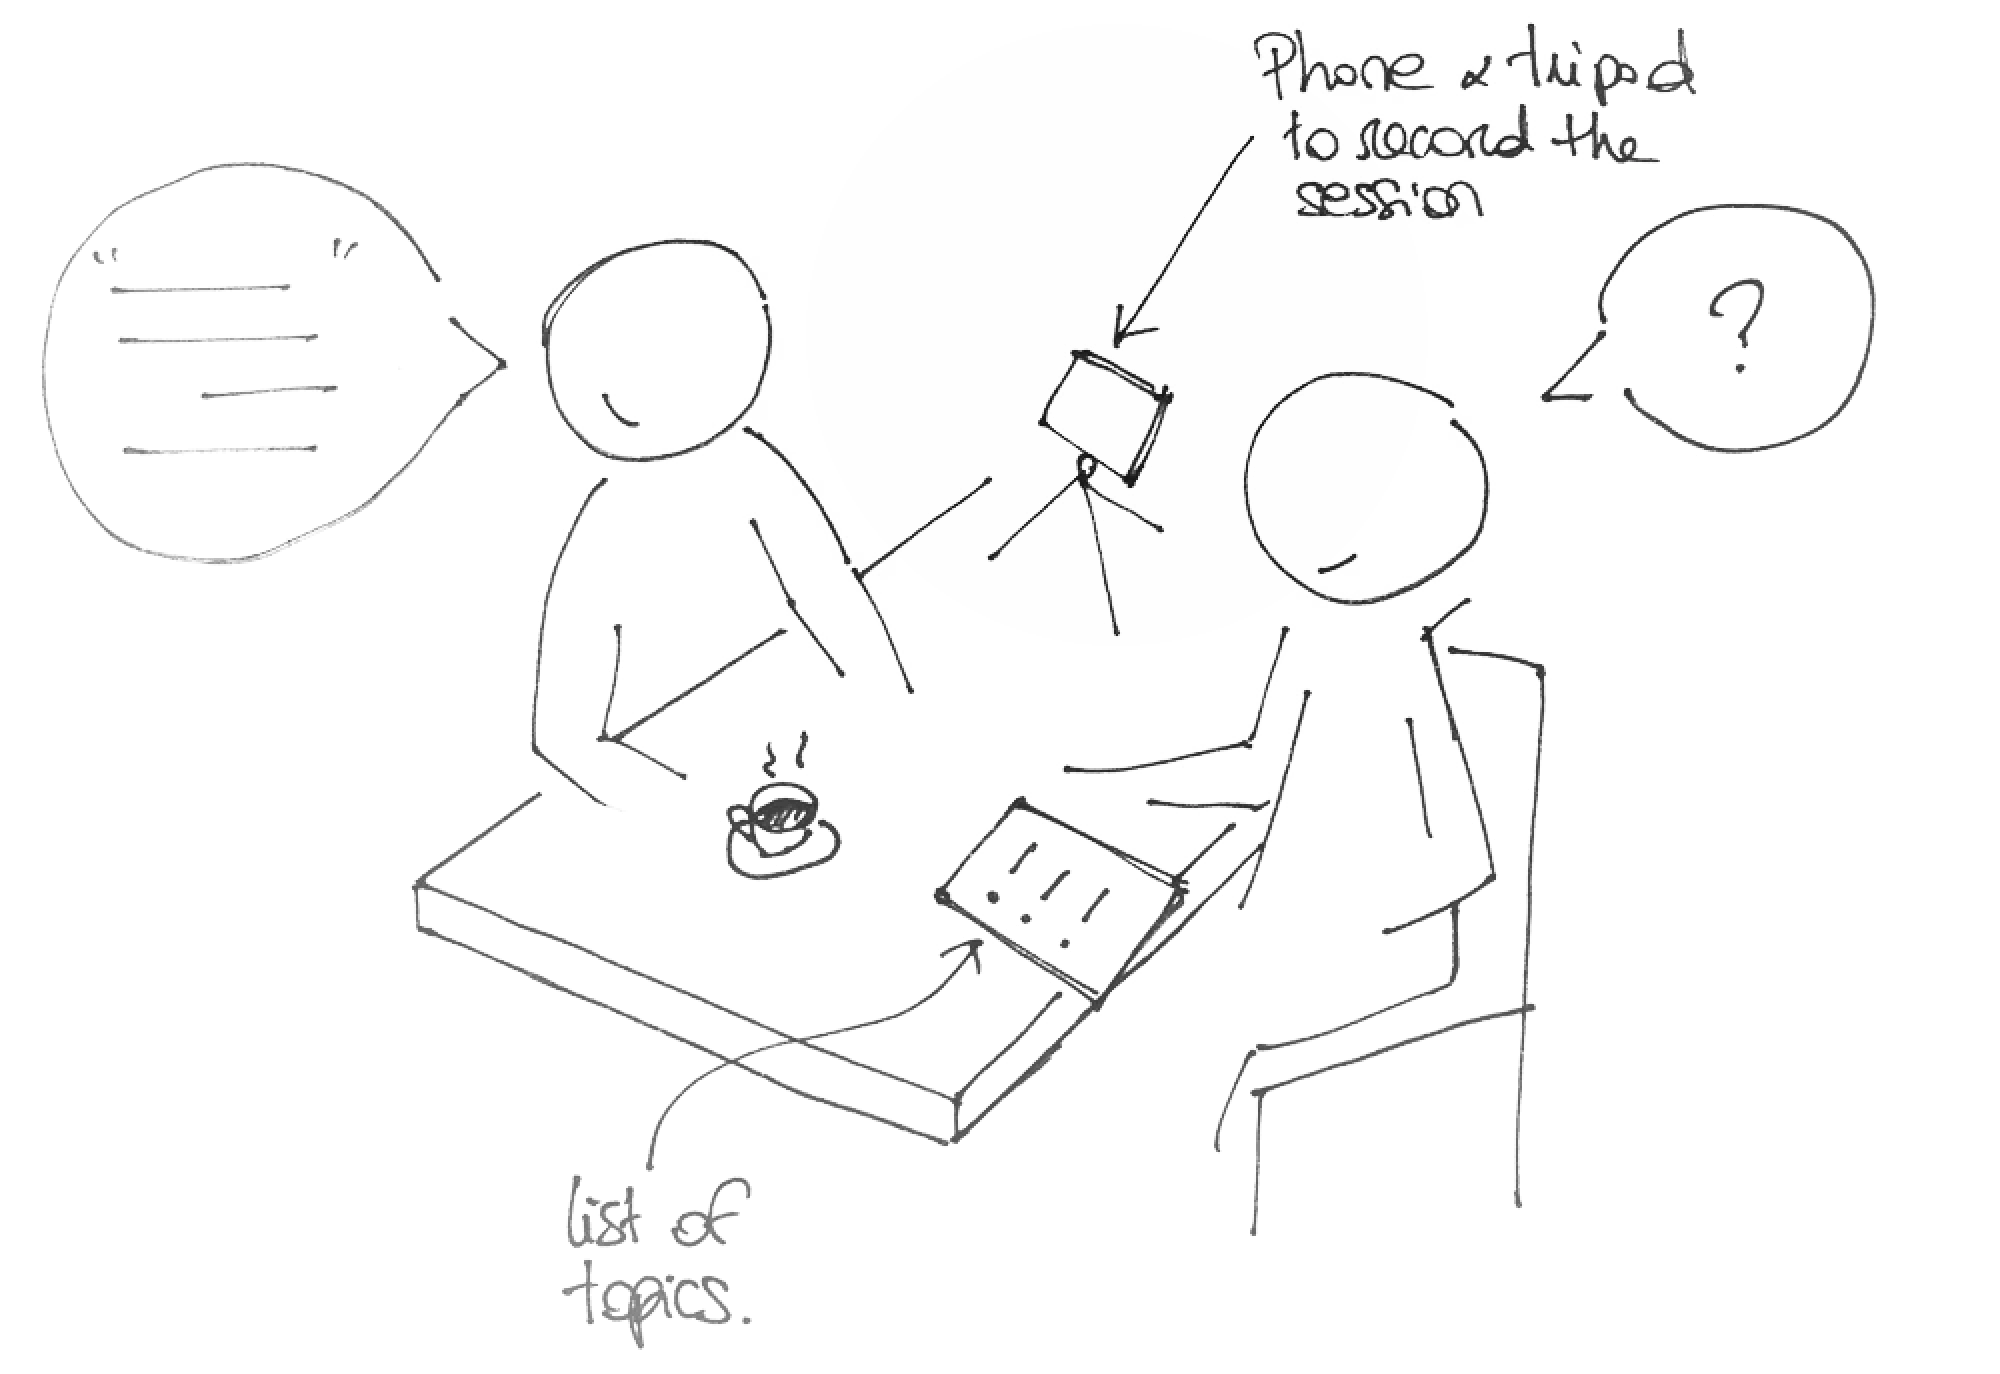 Phone & tripod
to record the
session
" "
?
! ! !
list of
topics.